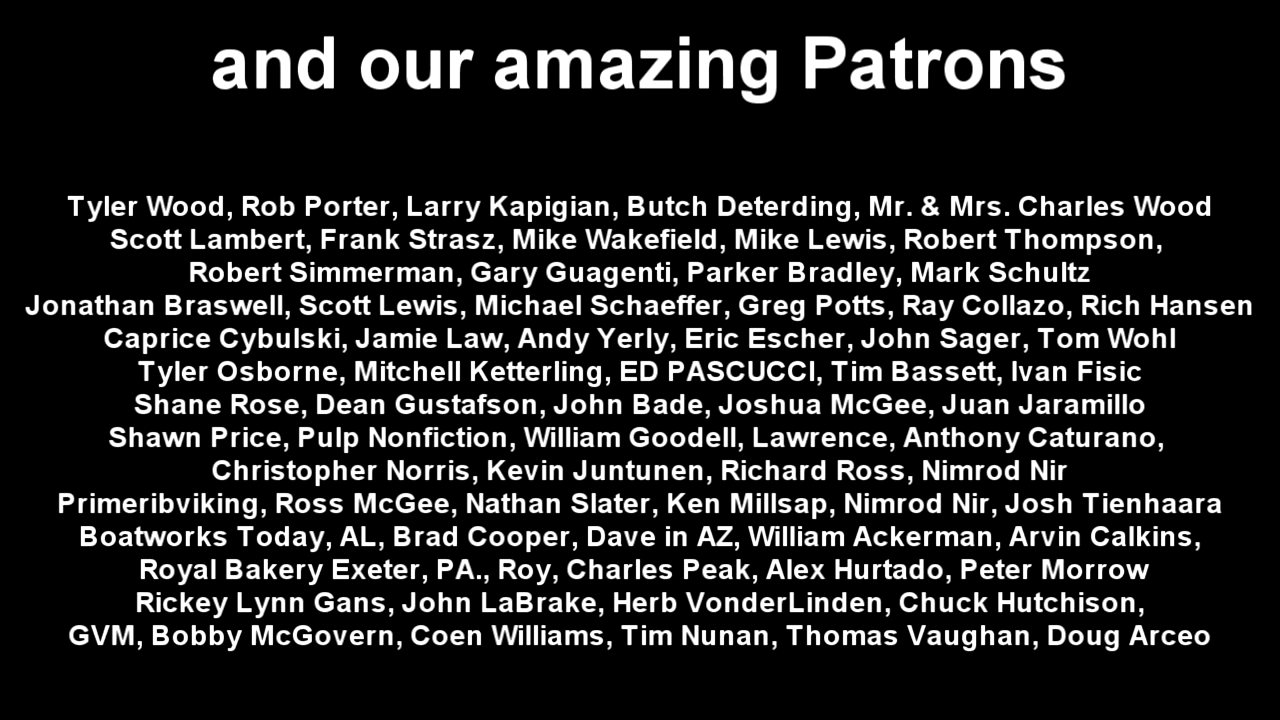 and our amazing Patrons
Tyler Wood, Rob Porter, Larry Kapigian, Butch Deterding, Mr. & Mrs. Charles Wood
Scott Lambert, Frank Strasz, Mike Wakefield, Mike Lewis, Robert Thompson,
Robert Simmerman, Gary Guagenti, Parker Bradley, Mark Schultz
Jonathan Braswell, Scott Lewis, Michael Schaeffer, Greg Potts, Ray Collazo, Rich Hansen
Caprice Cybulski, Jamie Law, Andy Yerly, Eric Escher, John Sager, Tom Wohl
Tyler Osborne, Mitchell Ketterling, ED PASCUCCI, Tim Bassett, Ivan Fisic
Shane Rose, Dean Gustafson, John Bade, Joshua McGee, Juan Jaramillo
Shawn Price, Pulp Nonfiction, William Goodell, Lawrence, Anthony Caturano,
Christopher Norris, Kevin Juntunen, Richard Ross, Nimrod Nir
Primeribviking, Ross McGee, Nathan Slater, Ken Millsap, Nimrod Nir, Josh Tienhaara
Boatworks Today, AL, Brad Cooper, Dave in AZ, William Ackerman, Arvin Calkins,
Royal Bakery Exeter, PA., Roy, Charles Peak, Alex Hurtado, Peter Morrow
Rickey Lynn Gans, John LaBrake, Herb VonderLinden, Chuck Hutchison,
GVM, Bobby McGovern, Coen Williams, Tim Nunan, Thomas Vaughan, Doug Arceo